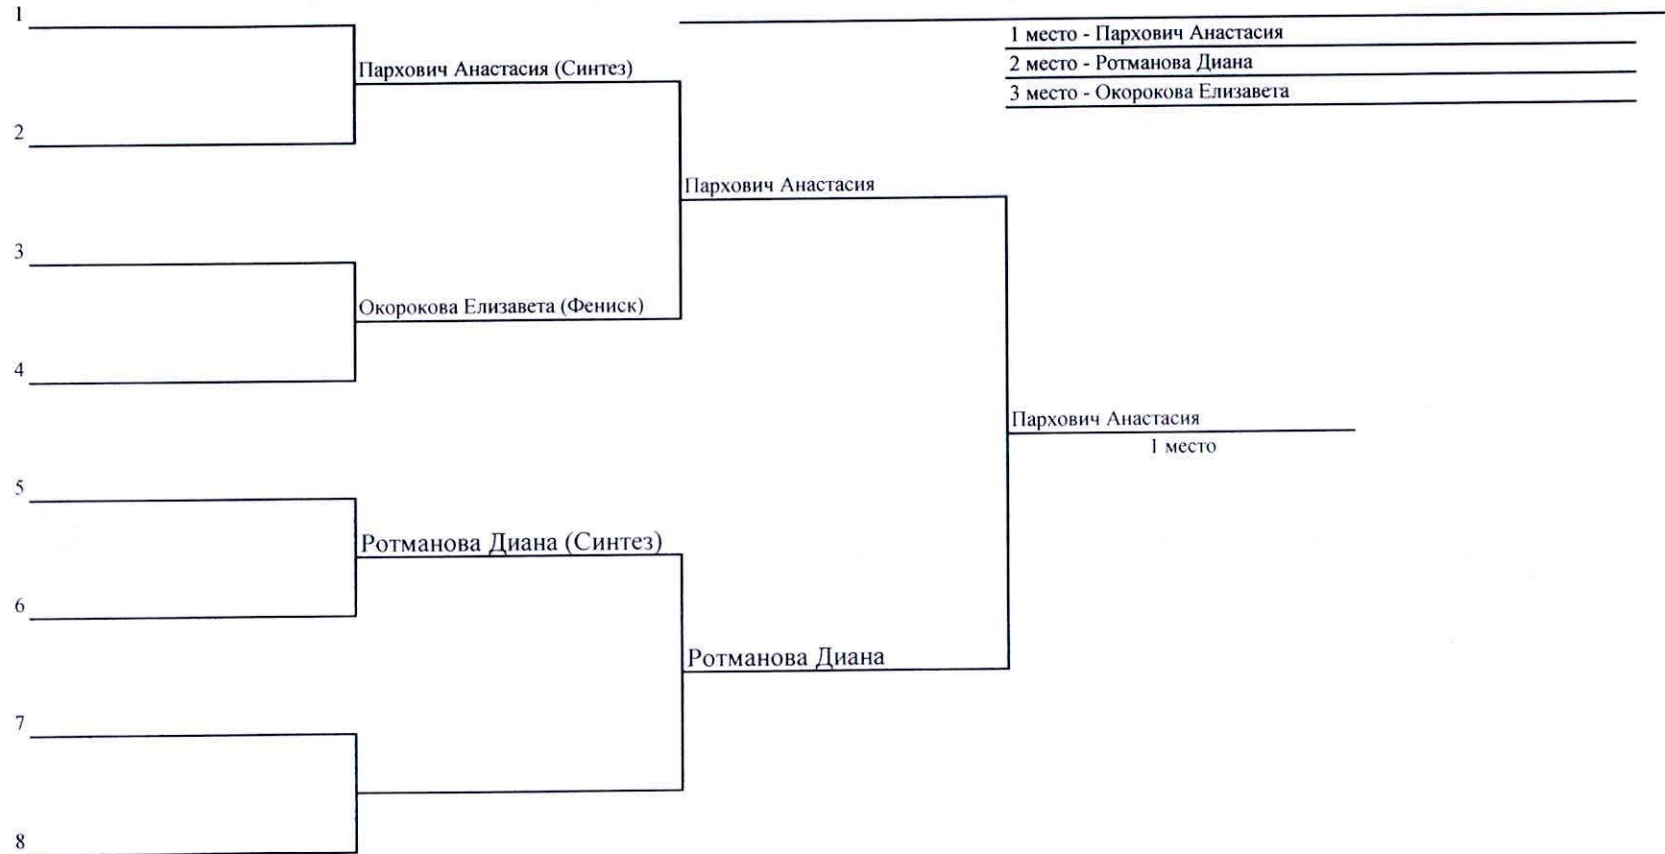 1
1 место - Пархович Анастасия
2 место - Ротманова Диана
3 место - Окорокова Елизавета
Пархович Анастасия (Синтез)
2
Пархович Анастасия
3
Окорокова Елизавета (Фениск)
4
Пархович Анастасия
1 место
5
Ротманова Диана (Синтез)
6
Ротманова Диана
7
8